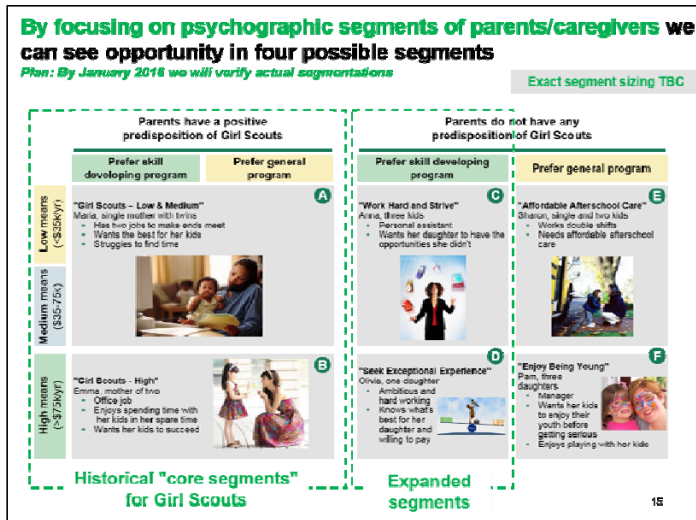 By focusing on psychographic segments of parents/caregivers we
can see opportunity in four possible segments
Plan: By January 2016 we will verify actual segmentations
Exact segment sizing TBC
Parents have a positive
predisposition of Girl Scouts
Parents do not have any
predisposition of Girl Scouts
Prefer skill
developing program
Prefer general
program
Prefer skill developing
program
Prefer general program
Low means
(<$35k/yr)
Medium means
($35-75k)
High means
(>$75k/yr)
A
"Girl Scouts – Low & Medium"
Maria, single mother with twins
• Has two jobs to make ends meet
• Wants the best for her kids
• Struggles to find time
C
"Work Hard and Strive"
Anna, three kids
• Personal assistant
• Wants her daughter to have the
opportunities she didn't
E
"Affordable Afterschool Care"
Sharon, single and two kids
• Works double shifts
• Needs affordable afterschool
care
B
"Girl Scouts - High"
Emma, mother of two
• Office job
• Enjoys spending time with
her kids in her spare time
• Wants her kids to succeed
D
"Seek Exceptional Experience"
Olivia, one daughter
• Ambitious and
hard working
• Knows what's
best for her
daughter and
willing to pay
F
"Enjoy Being Young"
Pam, three
daughters
• Manager
• Wants her kids
to enjoy their
youth before
getting serious
• Enjoys playing with her kids
Historical "core segments"
for Girl Scouts
Expanded
segments
15